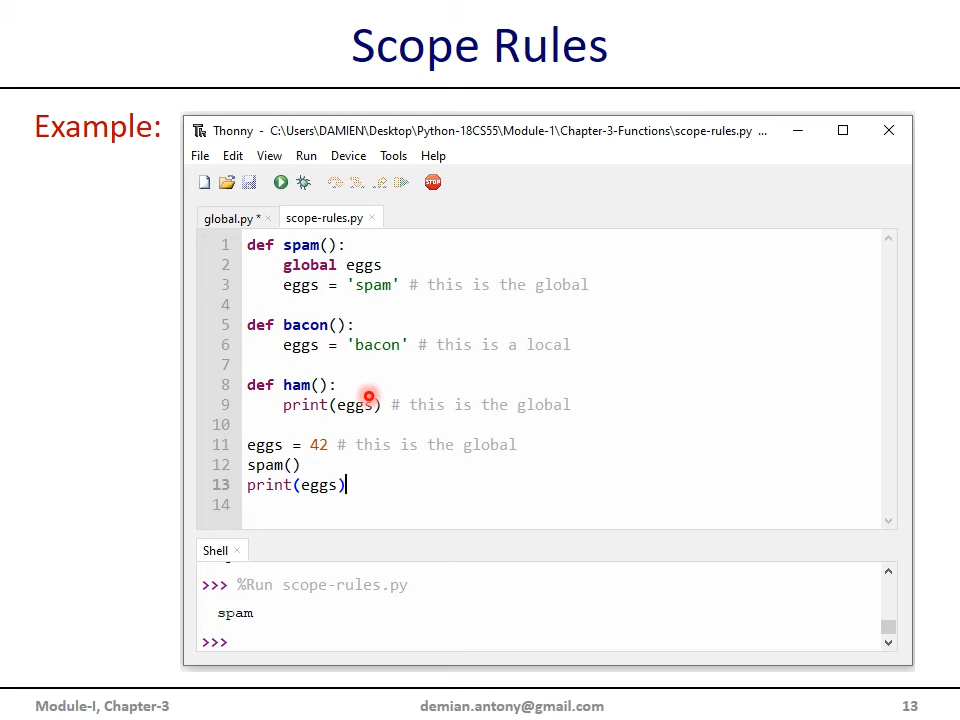 Scope Rules
Example:
Thonny - C:\Users\DAMIEN\Desktop\Python-18CS55\Module-1\Chapter-3-Functions\scope-rules.py ...
File Edit View Run Device Tools Help
STOP
global.py * × scope-rules.py ×
1 def spam():
2     global eggs
3     eggs = 'spam' # this is the global
4
5 def bacon():
6     eggs = 'bacon' # this is a local
7
8 def ham():
9     print(eggs) # this is the global
10
11 eggs = 42 # this is the global
12 spam()
13 print(eggs)
14
Shell ×
>>> %Run scope-rules.py
spam
>>>
Module-I, Chapter-3 demian.antony@gmail.com 13